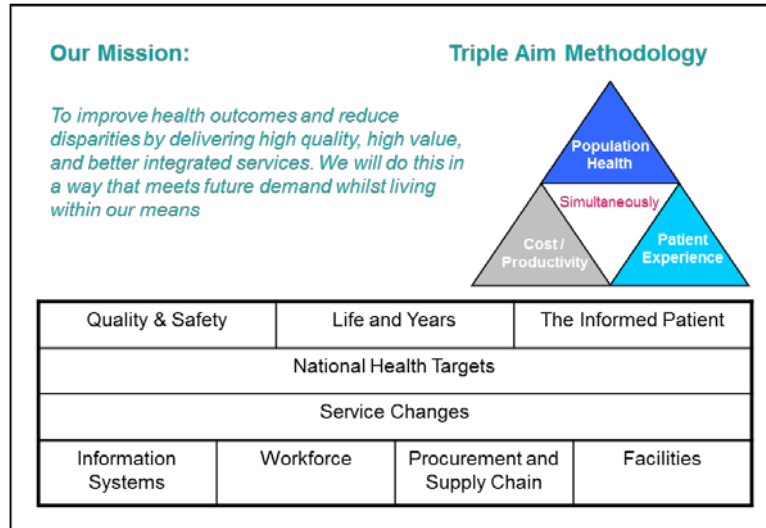 Our Mission:
Triple Aim Methodology
To improve health outcomes and reduce
disparities by delivering high quality, high value,
and better integrated services. We will do this in
a way that meets future demand whilst living
within our means
Population
Health
Simultaneously
Cost /
Productivity
Patient
Experience
Quality & Safety
Life and Years
The Informed Patient
National Health Targets
Service Changes
Information
Systems
Workforce
Procurement and
Supply Chain
Facilities